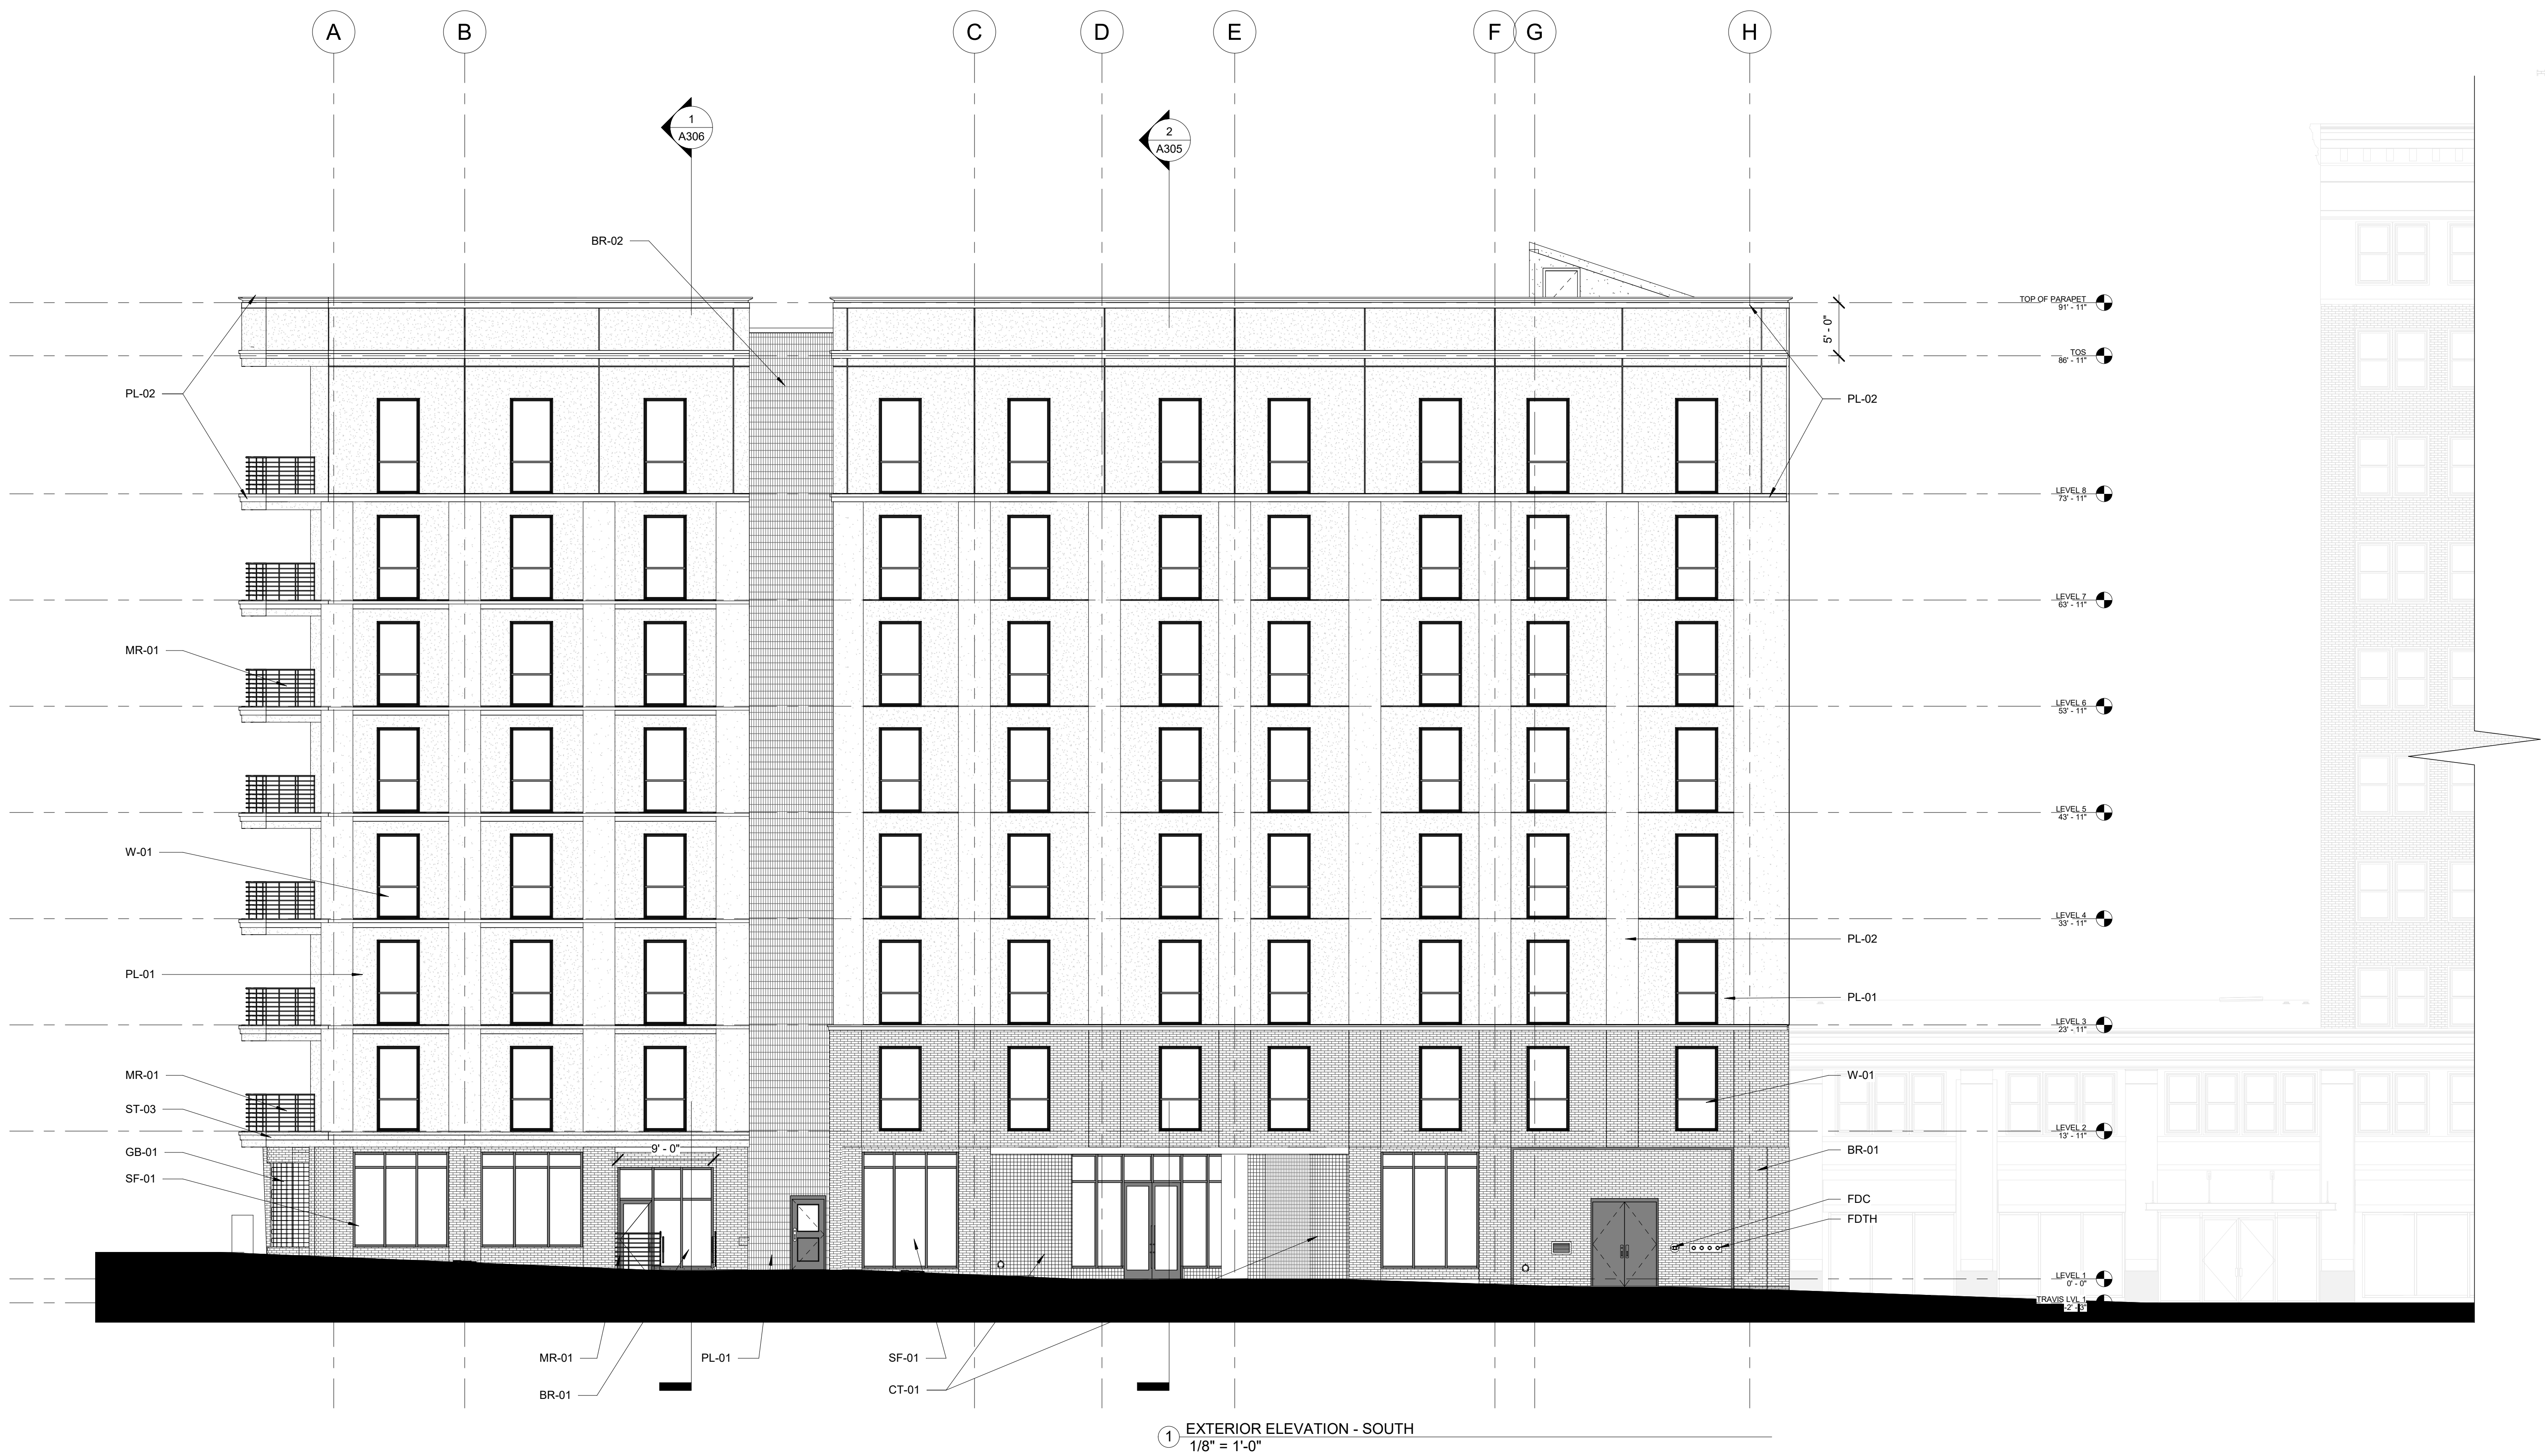 A
B
C
D
E
F
G
H
1
A306
2
A305
BR-02
TOP OF PARAPET
91' - 11"
5' - 0"
TOS
86' - 11"
PL-02
PL-02
LEVEL 8
73' - 11"
LEVEL 7
63' - 11"
MR-01
LEVEL 6
53' - 11"
LEVEL 5
43' - 11"
W-01
LEVEL 4
33' - 11"
PL-02
PL-01
PL-01
LEVEL 3
23' - 11"
MR-01
W-01
ST-03
LEVEL 2
13' - 11"
GB-01
9' - 0"
BR-01
SF-01
FDC
FDTH
LEVEL 1
0' - 0"
TRAVIS LVL 1
-2' - 3"
MR-01
PL-01
SF-01
BR-01
CT-01
1
EXTERIOR ELEVATION - SOUTH
1/8" = 1'-0"